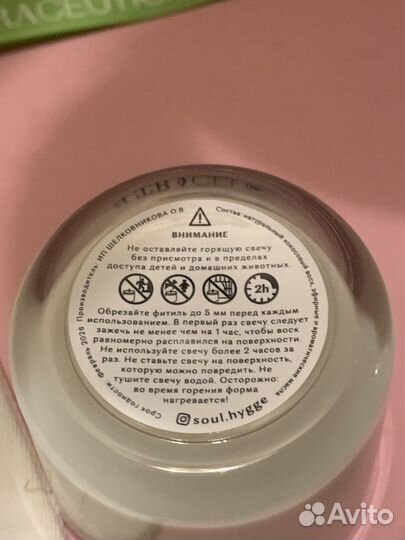 ACEUTIC
Производитель: ИП ШЕЛКОВНИКОВА О.В.
Состав: натуральный кокосовый воск, эфирные и ароматические масла
ВНИМАНИЕ
Не оставляйте горящую свечу
без присмотра и в пределах
доступа детей и домашних животных.
2h
Обрезайте фитиль до 5 мм перед каждым
использованием. В первый раз свечу следует
зажечь не менее чем на 1 час, чтобы воск
равномерно расплавился на поверхности.
Не используйте свечу более 2 часов за
раз. Не ставьте свечу на поверхность,
которую можно повредить. Не
тушите свечу водой. Осторожно:
во время горения форма
нагревается!
Срок годности: Февраль 2026
soul.hygge
Avito